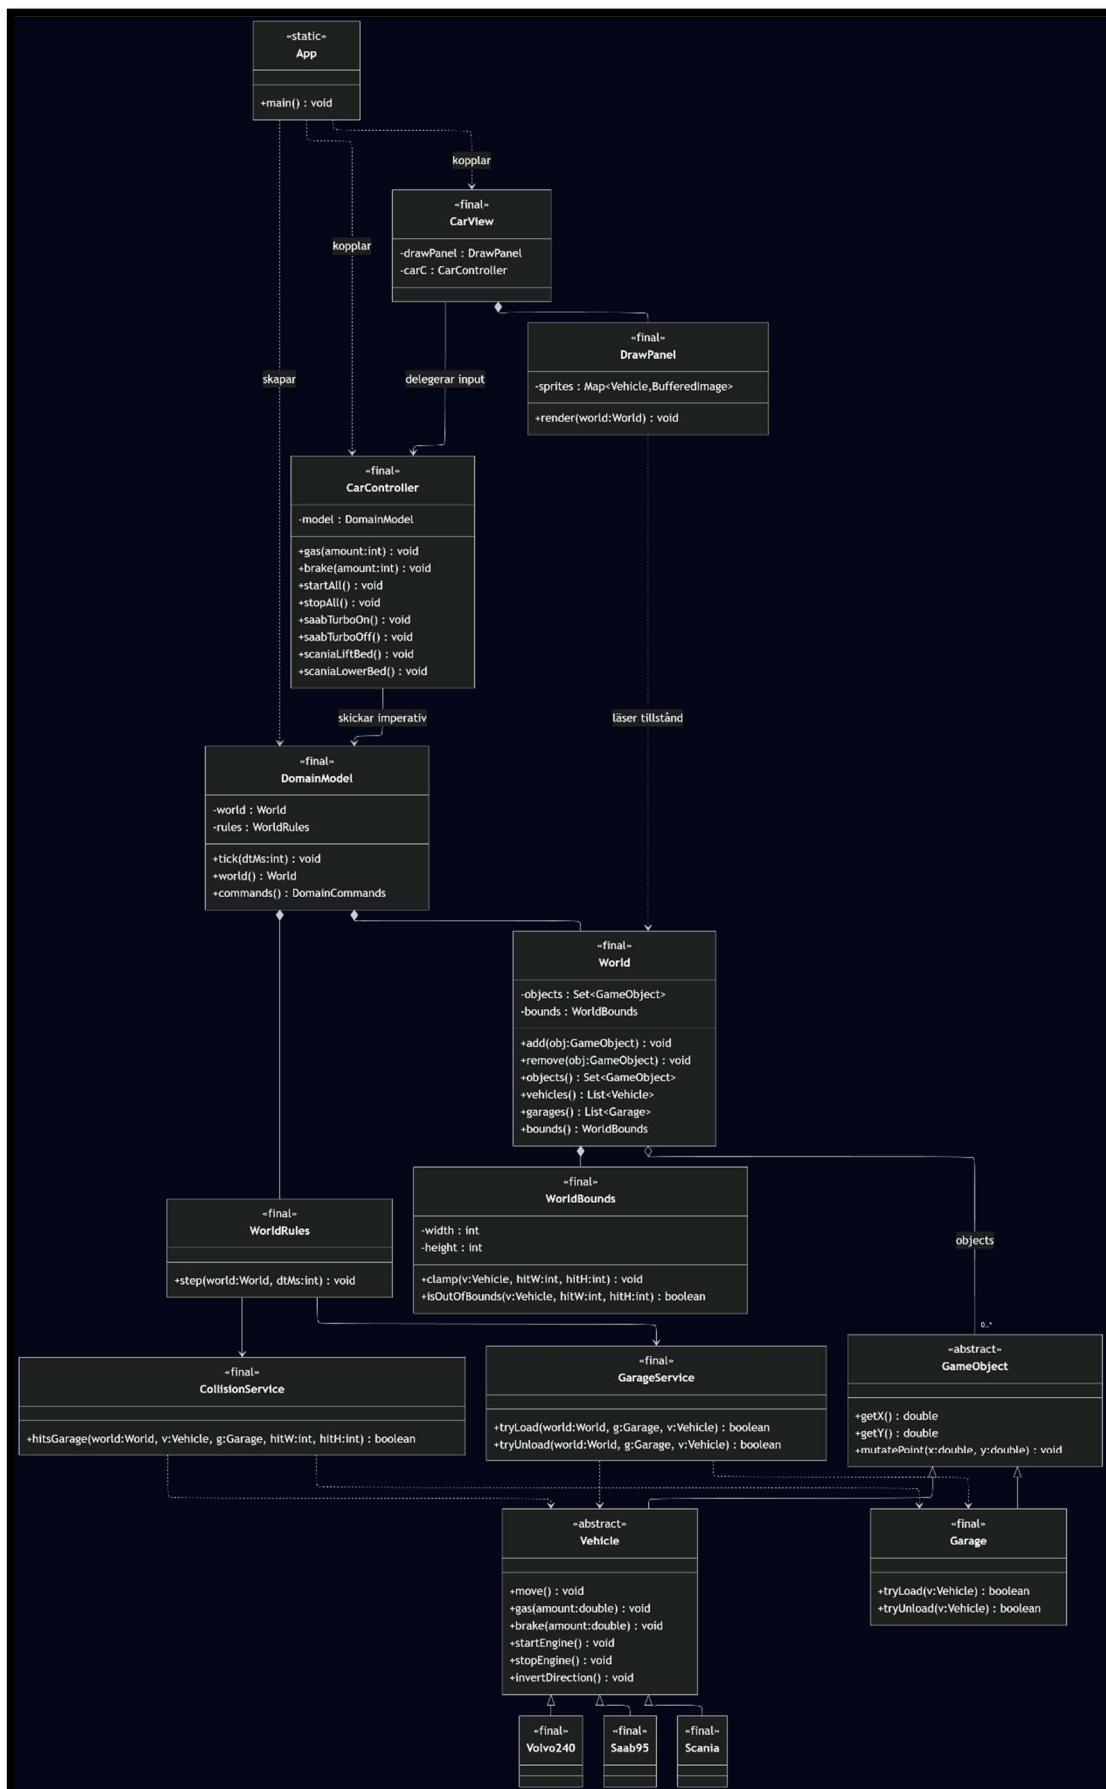 «static»
App
+main() : void
kopplar
«final»
CarView
-drawPanel : DrawPanel
-carC : CarController
kopplar
«final»
DrawPanel
-sprites : Map<Vehicle,BufferedImage>
+render(world:World) : void
skapar
delegerar input
«final»
CarController
-model : DomainModel
+gas(amount:int) : void
+brake(amount:int) : void
+startAll() : void
+stopAll() : void
+saabTurboOn() : void
+saabTurboOff() : void
+scaniaLiftBed() : void
+scaniaLowerBed() : void
skickar imperativ
läser tillstånd
«final»
DomainModel
-world : World
-rules : WorldRules
+tick(dtMs:int) : void
+world() : World
+commands() : DomainCommands
«final»
World
-objects : Set<GameObject>
-bounds : WorldBounds
+add(obj:GameObject) : void
+remove(obj:GameObject) : void
+objects() : Set<GameObject>
+vehicles() : List<Vehicle>
+garages() : List<Garage>
+bounds() : WorldBounds
«final»
WorldBounds
-width : int
-height : int
+clamp(v:Vehicle, hitW:int, hitH:int) : void
+isOutOfBounds(v:Vehicle, hitW:int, hitH:int) : boolean
«final»
WorldRules
+step(world:World, dtMs:int) : void
objects
0..*
«final»
CollisionService
+hitsGarage(world:World, v:Vehicle, g:Garage, hitW:int, hitH:int) : boolean
«final»
GarageService
+tryLoad(world:World, g:Garage, v:Vehicle) : boolean
+tryUnload(world:World, g:Garage, v:Vehicle) : boolean
«abstract»
GameObject
+getX() : double
+getY() : double
+mutatePoint(x:double, y:double) : void
«abstract»
Vehicle
+move() : void
+gas(amount:double) : void
+brake(amount:double) : void
+startEngine() : void
+stopEngine() : void
+invertDirection() : void
«final»
Garage
+tryLoad(v:Vehicle) : boolean
+tryUnload(v:Vehicle) : boolean
«final»
Volvo240
«final»
Saab95
«final»
Scania